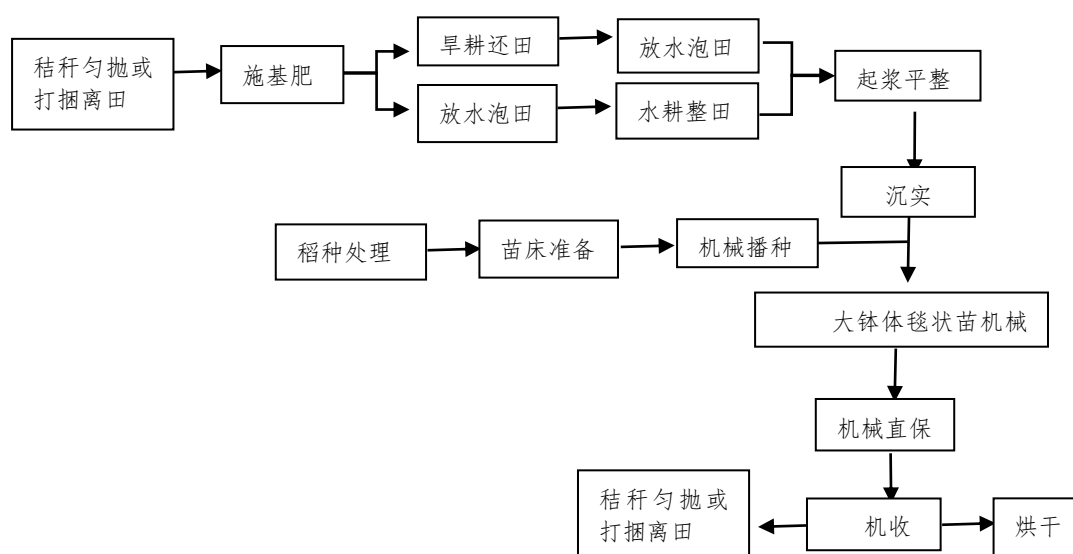 秸秆匀抛或
打捆离田
施基肥
旱耕还田
放水泡田
放水泡田
水耕整田
起浆平整
沉实
稻种处理
苗床准备
机械播种
大钵体毯状苗机械
机械直保
秸秆匀抛或
打捆离田
机收
烘干